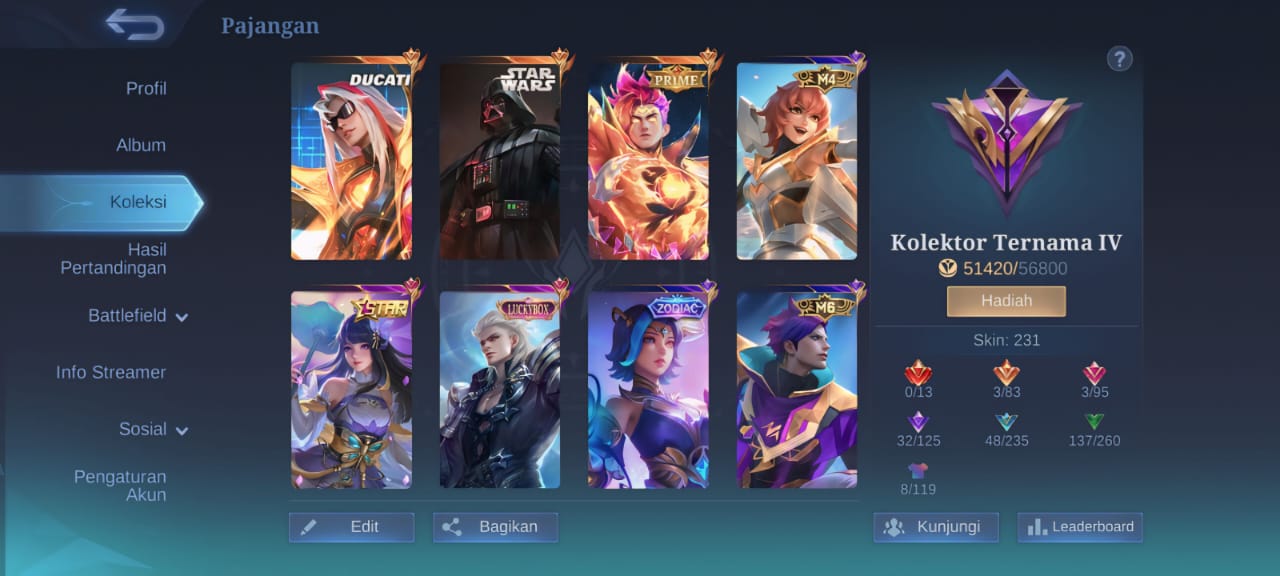 Pajangan
?
Profil
Album
Koleksi
Hasil
Pertandingan
Battlefield
Info Streamer
Sosial
Pengaturan
Akun
DUCATI
STAR
WARS
PRIME
M4
STAR
LUCKYBOX
ZODIAC
M6
Edit
Bagikan
Kolektor Ternama IV
51420/56800
Hadiah
Skin: 231
0/13
3/83
3/95
32/125
48/235
137/260
8/119
Kunjungi
Leaderboard